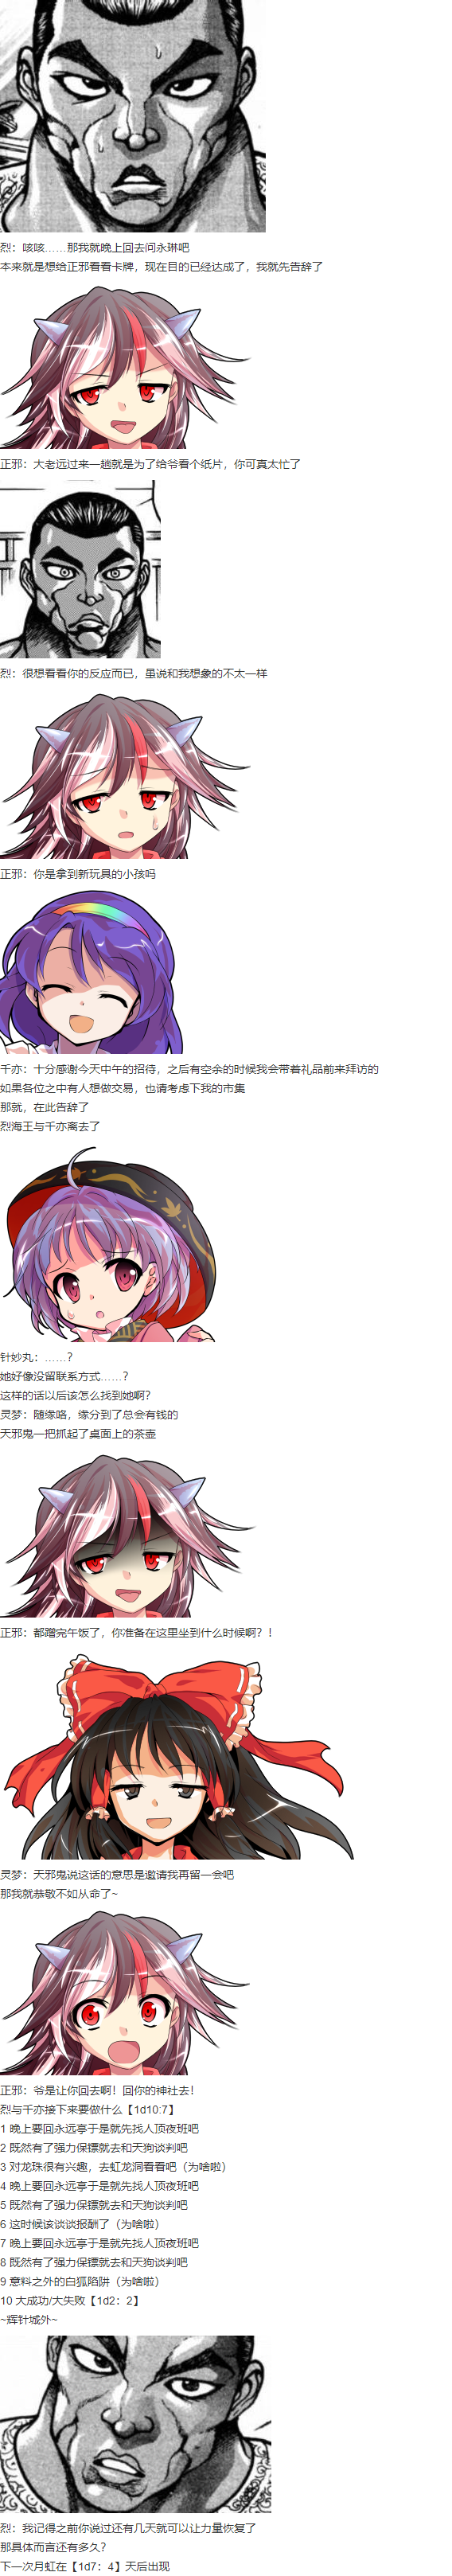 烈：咳咳……那我就晚上回去问永琳吧
本来就是想给正邪看看卡牌，现在目的已经达成了，我就先告辞了
正邪：大老远过来一趟就是为了给爷看个纸片，你可真太忙了
烈：很想看看你的反应而已，虽说和我想象的不太一样
正邪：你是拿到新玩具的小孩吗
千亦：十分感谢今天中午的招待，之后有空余的时候我会带着礼品前来拜访的
如果各位之中有人想做交易，也请考虑下我的市集
那就，在此告辞了
烈海王与千亦离去了
针妙丸：……？
她好像没留联系方式……？
这样的话以后该怎么找到她啊？
灵梦：随缘咯，缘分到了总会有钱的
天邪鬼一把抓起了桌面上的茶壶
正邪：都蹭完午饭了，你准备在这里坐到什么时候啊？！
灵梦：天邪鬼说这话的意思是邀请我再留一会吧
那我就恭敬不如从命了~
正邪：爷是让你回去啊！回你的神社去！
烈与千亦接下来要做什么【1d10:7】
1 晚上要回永远亭于是就先找人顶夜班吧
2 既然有了强力保镖就去和天狗谈判吧
3 对龙珠很有兴趣，去虹龙洞看看吧（为啥啦）
4 晚上要回永远亭于是就先找人顶夜班吧
5 既然有了强力保镖就去和天狗谈判吧
6 这时候该谈谈报酬了（为啥啦）
7 晚上要回永远亭于是就先找人顶夜班吧
8 既然有了强力保镖就去和天狗谈判吧
9 意料之外的白狐陷阱（为啥啦）
10 大成功/大失败【1d2：2】
~辉针城外~
烈：我记得之前你说过还有几天就可以让力量恢复了
那具体而言还有多久？
下一次月虹在【1d7：4】天后出现